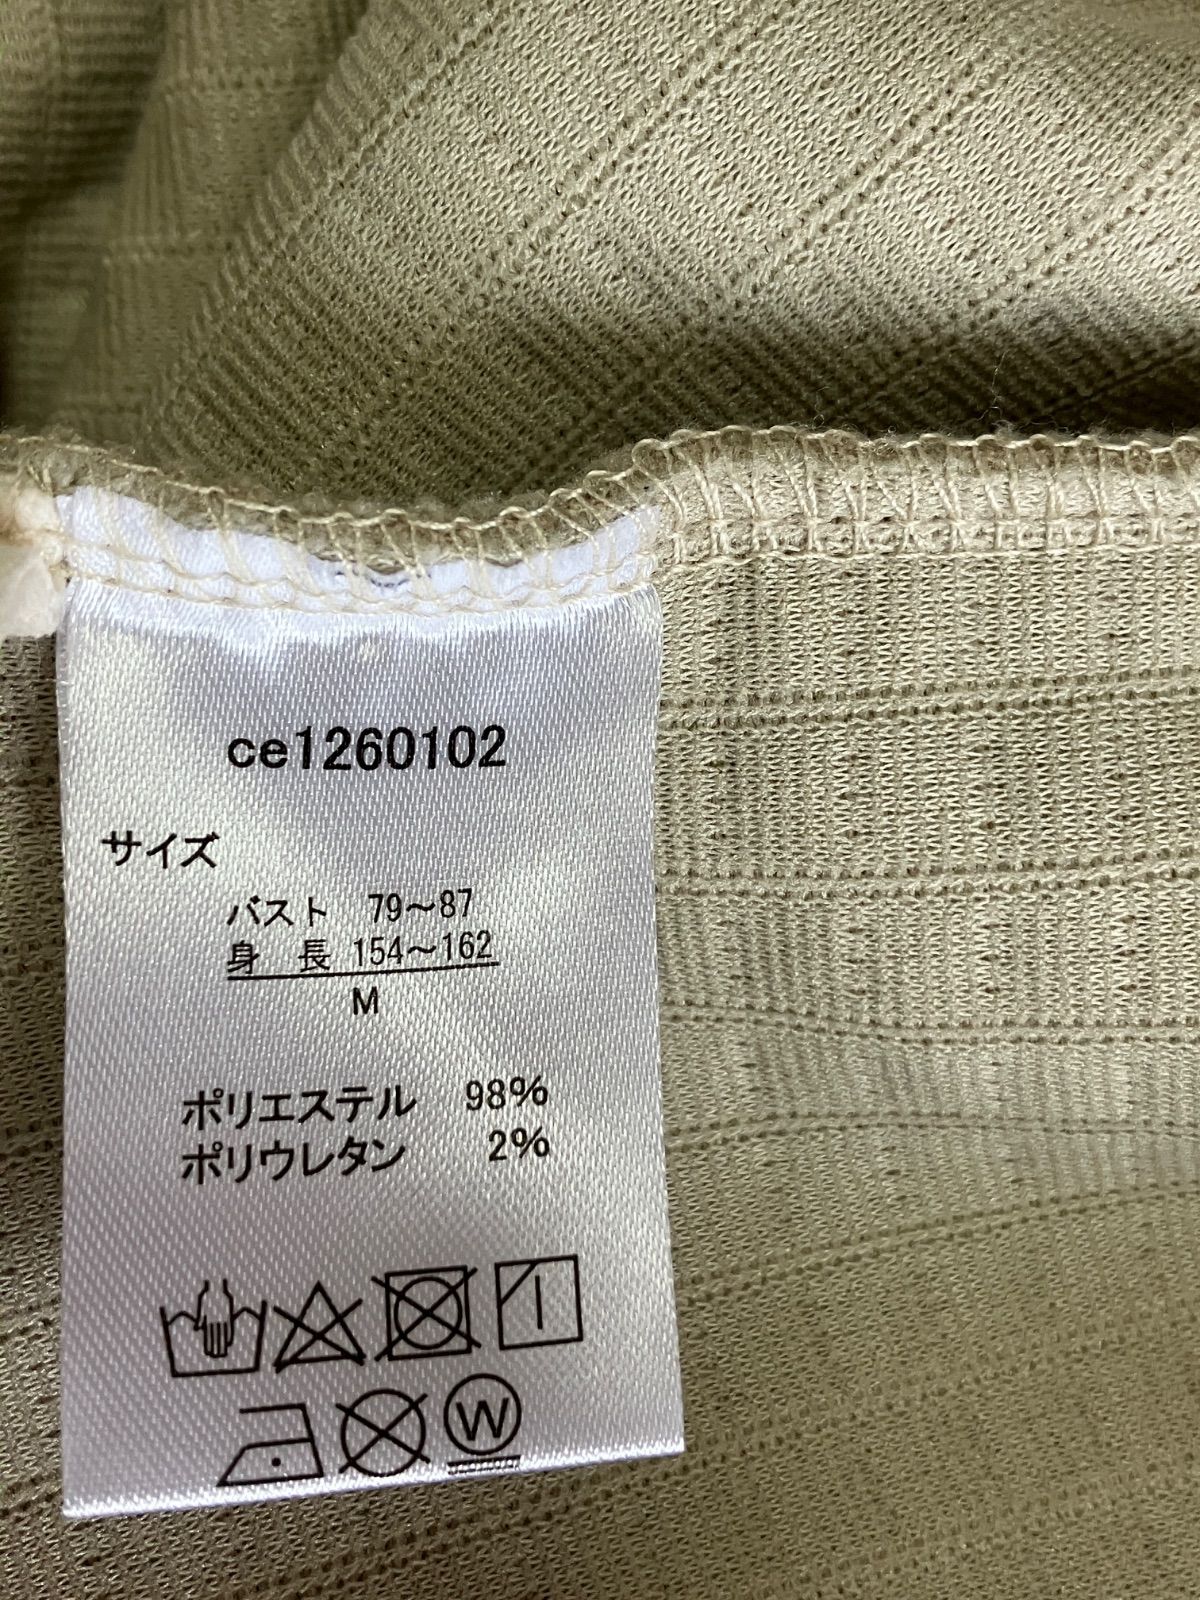 ce1260102
サイズ
バスト 79～87
身 長 154～162
M
ポリエステル 98%
ポリウレタン 2%
W